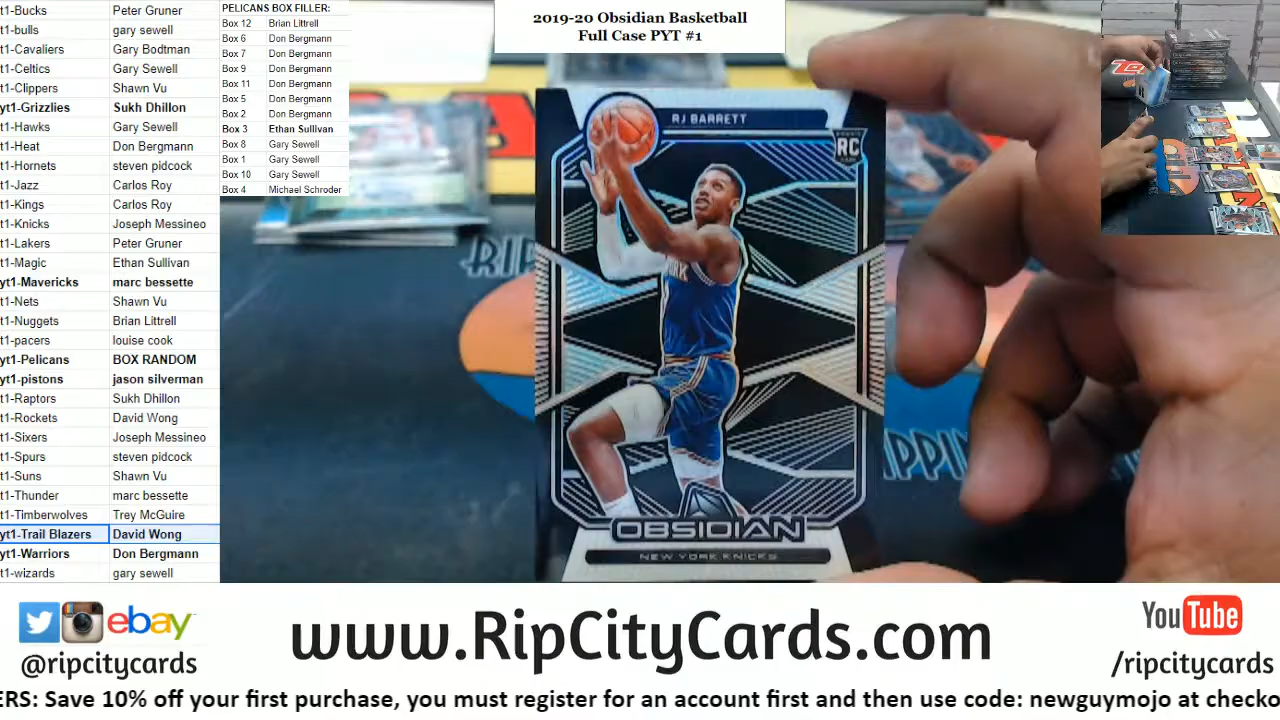 t1-Bucks Peter Gruner
t1-bulls gary sewell
t1-Cavaliers Gary Bodtman
t1-Celtics Gary Sewell
t1-Clippers Shawn Vu
yt1-Grizzlies Sukh Dhillon
t1-Hawks Gary Sewell
t1-Heat Don Bergmann
t1-Hornets steven pidcock
t1-Jazz Carlos Roy
t1-Kings Carlos Roy
t1-Knicks Joseph Messineo
t1-Lakers Peter Gruner
t1-Magic Ethan Sullivan
yt1-Mavericks marc bessette
t1-Nets Shawn Vu
t1-Nuggets Brian Littrell
t1-pacers louise cook
yt1-Pelicans BOX RANDOM
yt1-pistons jason silverman
t1-Raptors Sukh Dhillon
t1-Rockets David Wong
t1-Sixers Joseph Messineo
t1-Spurs steven pidcock
t1-Suns Shawn Vu
t1-Thunder marc bessette
t1-Timberwolves Trey McGuire
yt1-Trail Blazers David Wong
yt1-Warriors Don Bergmann
t1-wizards gary sewell
PELICANS BOX FILLER:
Box 12 Brian Littrell
Box 6 Don Bergmann
Box 7 Don Bergmann
Box 9 Don Bergmann
Box 11 Don Bergmann
Box 5 Don Bergmann
Box 2 Don Bergmann
Box 3 Ethan Sullivan
Box 8 Gary Sewell
Box 1 Gary Sewell
Box 10 Gary Sewell
Box 4 Michael Schroder
2019-20 Obsidian Basketball
Full Case PYT #1
RJ BARRETT
RC
OBSIDIAN
NEW YORK KNICKS
RIP
IPPIN
ebay
@ripcitycards
www.RipCityCards.com
YouTube
/ripcitycards
ERS: Save 10% off your first purchase, you must register for an account first and then use code: newguymojo at checko